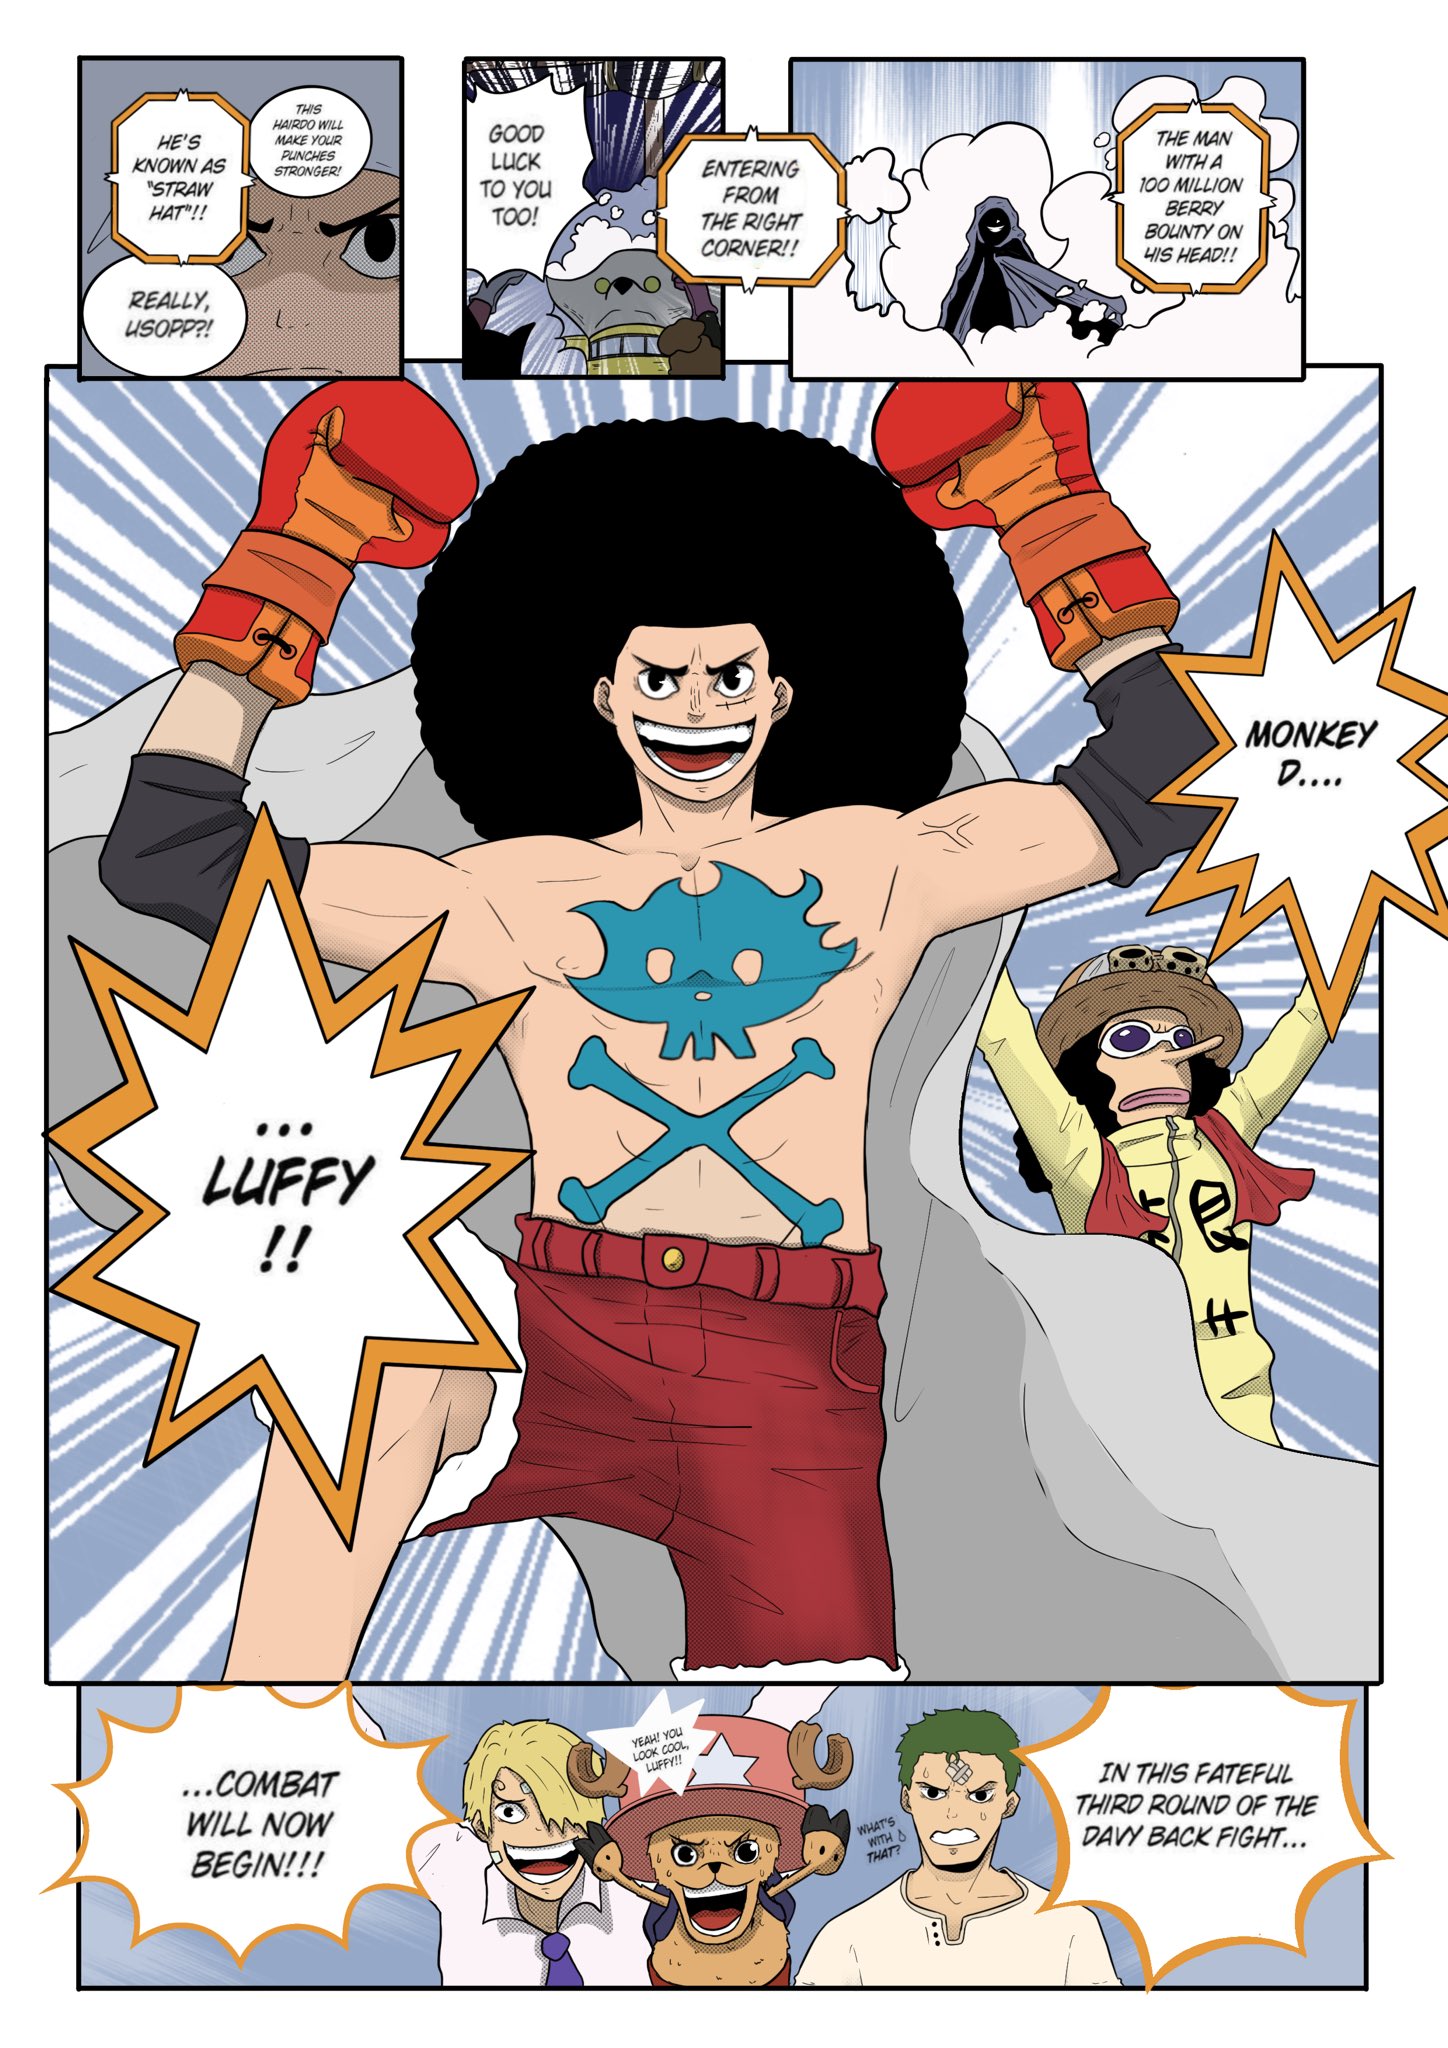 THE MAN
WITH A
100 MILLION
BERRY
BOUNTY ON
HIS HEAD!!
ENTERING
FROM
THE RIGHT
CORNER!!
GOOD
LUCK
TO YOU
TOO!
THIS
HAIRDO WILL
MAKE YOUR
PUNCHES
STRONGER!
HE'S
KNOWN AS
"STRAW
HAT"!!
REALLY,
USOPP?!
MONKEY
D....
...
LUFFY
!!
IN THIS FATEFUL
THIRD ROUND OF THE
DAVY BACK FIGHT...
WHAT'S
WITH
THAT?
YEAH! YOU
LOOK COOL,
LUFFY!!
...COMBAT
WILL NOW
BEGIN!!!